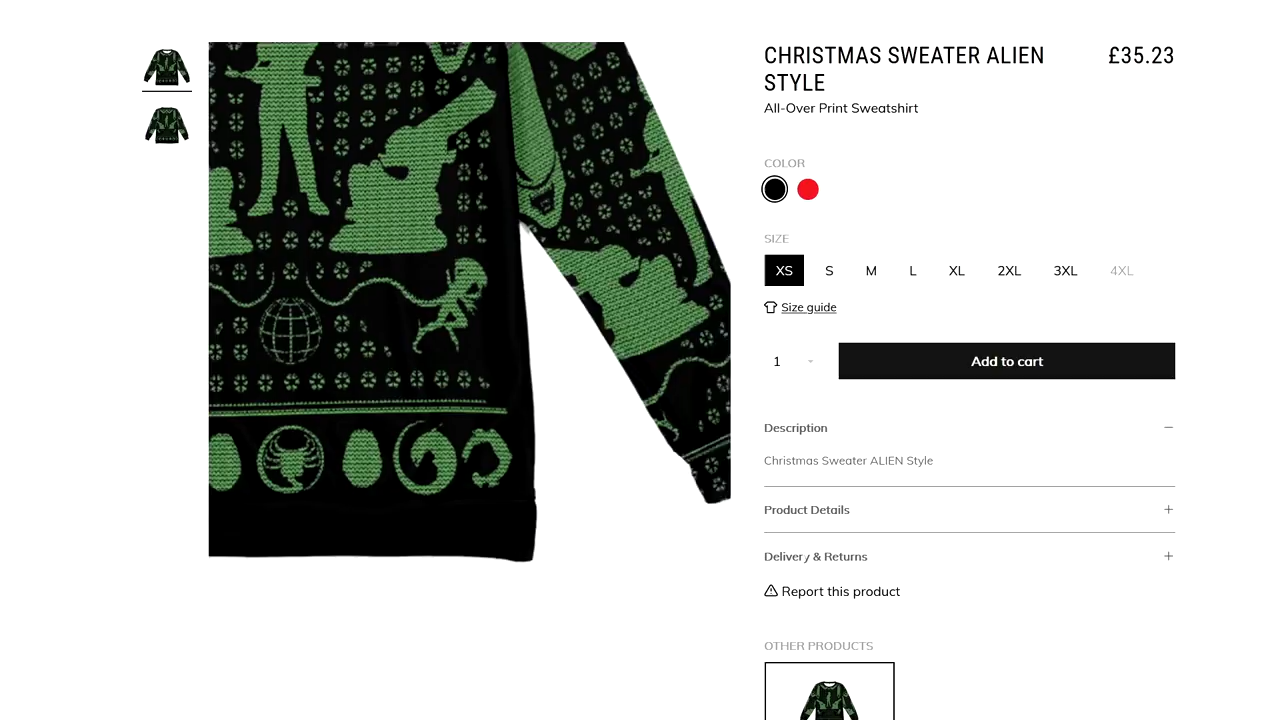 CHRISTMAS SWEATER ALIEN STYLE
£35.23
All-Over Print Sweatshirt
COLOR
SIZE
XS S M L XL 2XL 3XL 4XL
Size guide
1
Add to cart
Description
Christmas Sweater ALIEN Style
Product Details
Delivery & Returns
Report this product
OTHER PRODUCTS